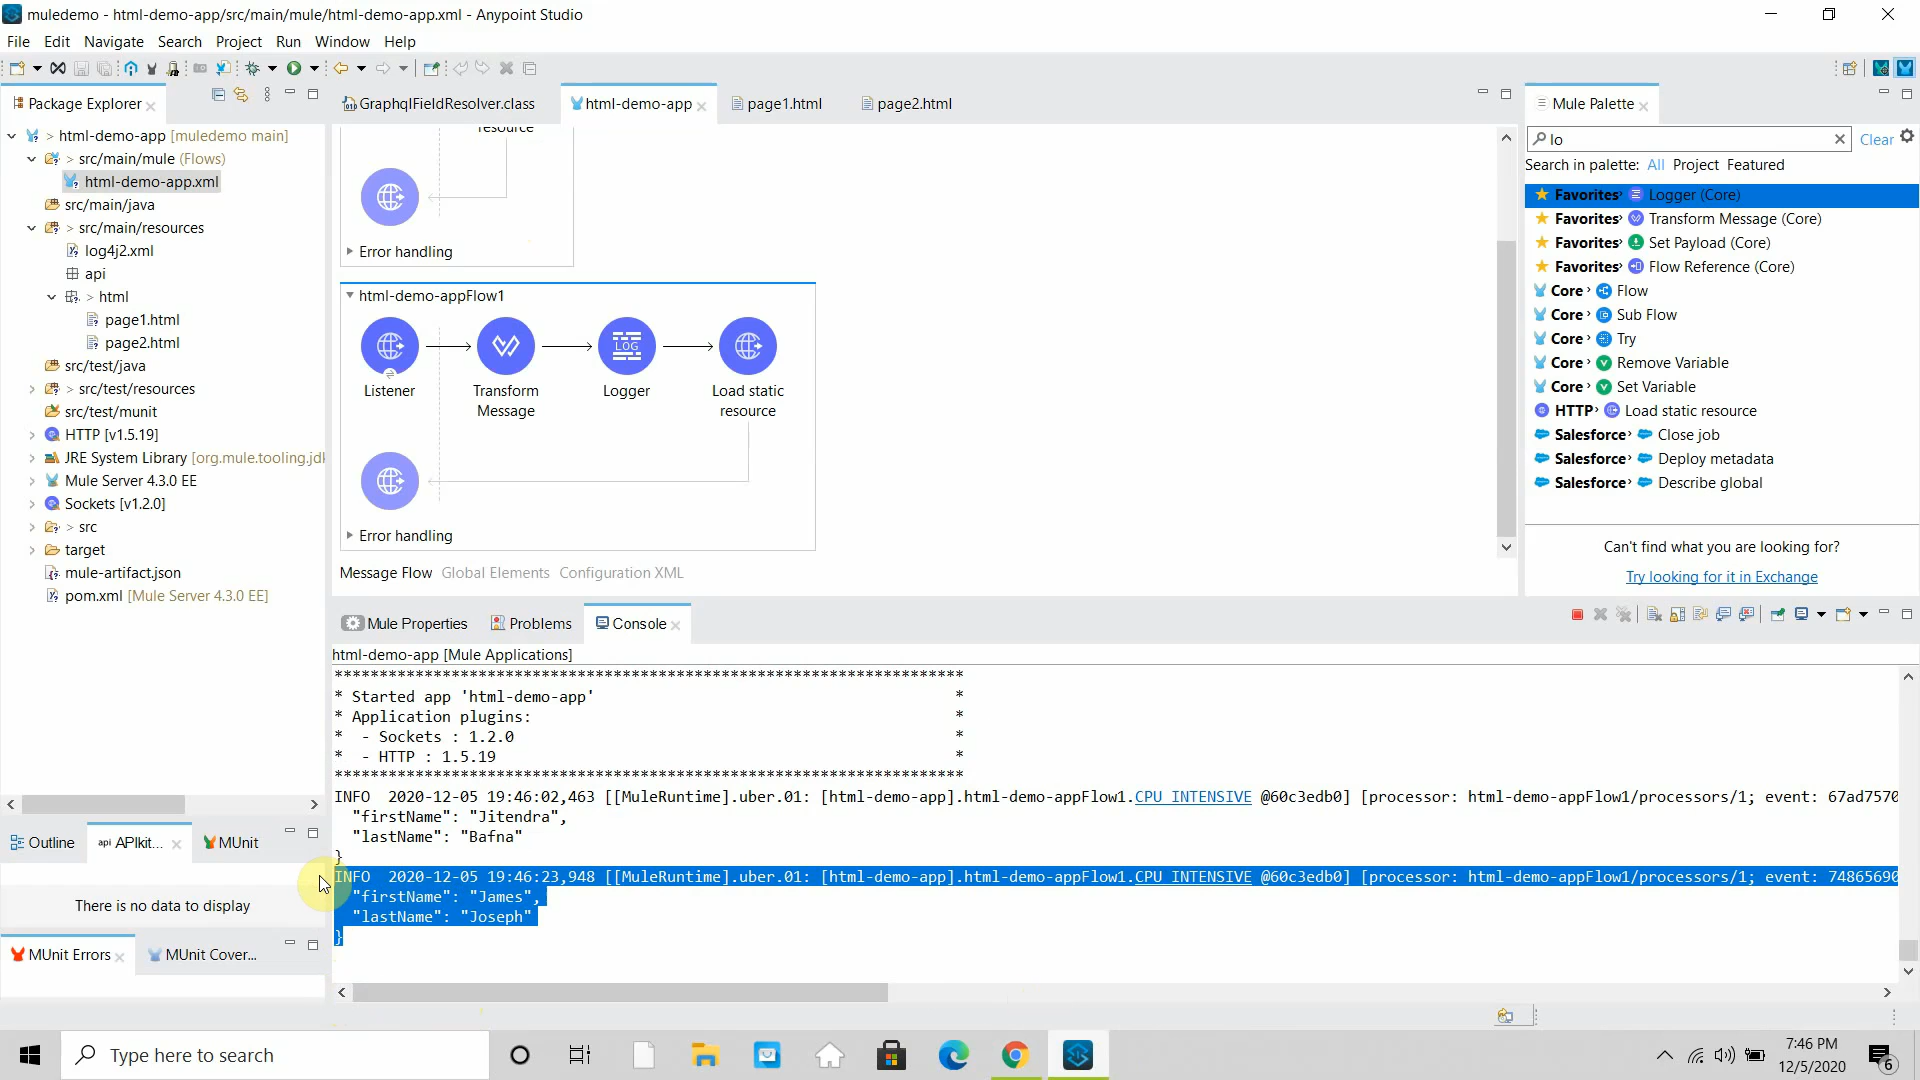 muledemo - html-demo-app/src/main/mule/html-demo-app.xml - Anypoint Studio
File Edit Navigate Search Project Run Window Help
Package Explorer
GraphqlFieldResolver.class html-demo-app page1.html page2.html
Mule Palette
html-demo-app [muledemo main]
src/main/mule (Flows)
html-demo-app.xml
src/main/java
src/main/resources
log4j2.xml
api
html
page1.html
page2.html
src/test/java
src/test/resources
src/test/munit
HTTP [v1.5.19]
JRE System Library [org.mule.tooling.jdk
Mule Server 4.3.0 EE
Sockets [v1.2.0]
src
target
mule-artifact.json
pom.xml [Mule Server 4.3.0 EE]
resource
Error handling
html-demo-appFlow1
Listener
Transform Message
LOG
Logger
Load static resource
Error handling
Message Flow Global Elements Configuration XML
lo
Clear
Search in palette: All Project Featured
Favorites Logger (Core)
Favorites Transform Message (Core)
Favorites Set Payload (Core)
Favorites Flow Reference (Core)
Core Flow
Core Sub Flow
Core Try
Core Remove Variable
Core Set Variable
HTTP Load static resource
Salesforce Close job
Salesforce Deploy metadata
Salesforce Describe global
Can't find what you are looking for?
Try looking for it in Exchange
Mule Properties Problems Console
html-demo-app [Mule Applications]
**********************************************************************
* Started app 'html-demo-app' *
* Application plugins: *
* - Sockets : 1.2.0 *
* - HTTP : 1.5.19 *
**********************************************************************
INFO 2020-12-05 19:46:02,463 [[MuleRuntime].uber.01: [html-demo-app].html-demo-appFlow1.CPU_INTENSIVE @60c3edb0] [processor: html-demo-appFlow1/processors/1; event: 67ad7570
"firstName": "Jitendra",
"lastName": "Bafna"
}
INFO 2020-12-05 19:46:23,948 [[MuleRuntime].uber.01: [html-demo-app].html-demo-appFlow1.CPU_INTENSIVE @60c3edb0] [processor: html-demo-appFlow1/processors/1; event: 74865690
"firstName": "James",
"lastName": "Joseph"
}
Outline api APIkit... MUnit
There is no data to display
MUnit Errors MUnit Cover...
Type here to search
7:46 PM
12/5/2020
6